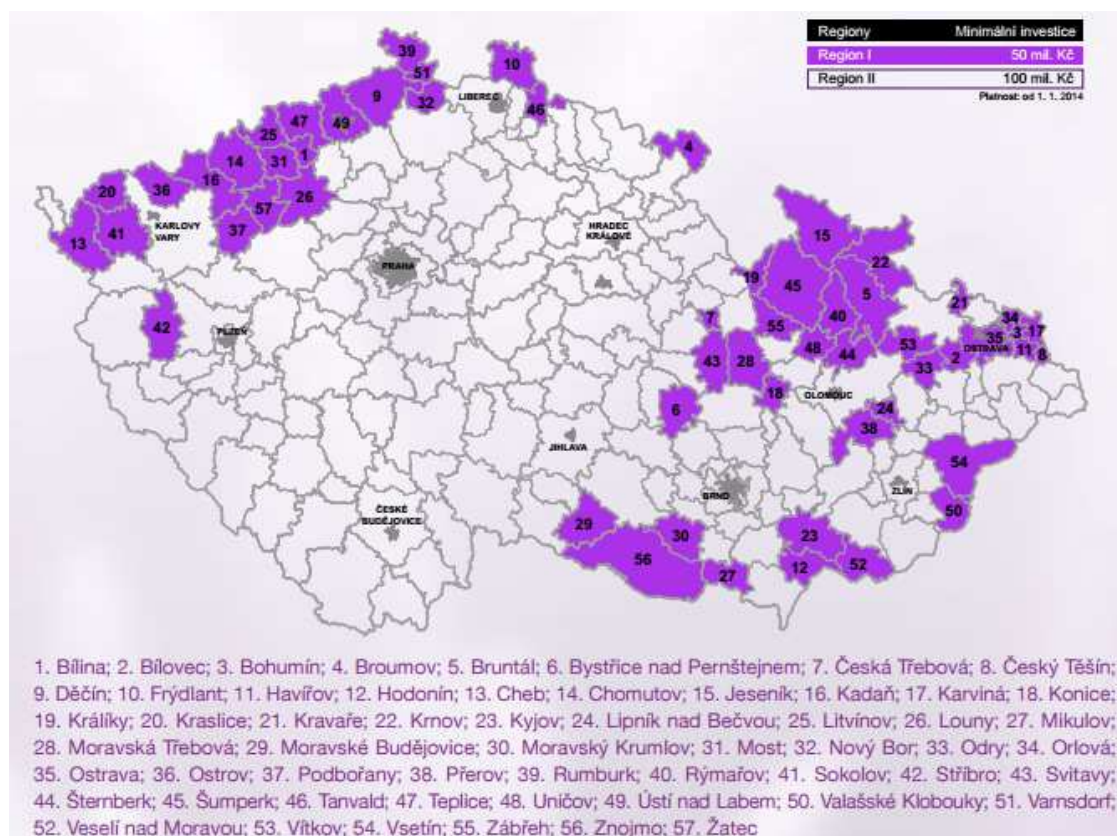 Regiony Minimální investice
Region I 50 mil. Kč
Region II 100 mil. Kč
Platnost: od 1. 1. 2014
39
51
10
9
32
LIBEREC
46
47
49
25
1
14
31
4
16
20
36
26
57
KARLOVY
VARY
41
13
37
HRADEC
KRÁLOVÉ
PRAHA
15
22
19
45
5
21
42
PLZEŇ
7
55
40
34
3
17
35
OSTRAVA
11
8
53
2
33
43
28
48
44
18
OLOMOUC
6
24
38
JIHLAVA
54
BRNO
ZLÍN
50
ČESKÉ
BUDĚJOVICE
29
30
23
56
27
12
52
1. Bílina; 2. Bílovec; 3. Bohumín; 4. Broumov; 5. Bruntál; 6. Bystřice nad Pernštejnem; 7. Česká Třebová; 8. Český Těšín;
9. Děčín; 10. Frýdlant; 11. Havířov; 12. Hodonín; 13. Cheb; 14. Chomutov; 15. Jeseník; 16. Kadaň; 17. Karviná; 18. Konice;
19. Králíky; 20. Kraslice; 21. Kravaře; 22. Krnov; 23. Kyjov; 24. Lipník nad Bečvou; 25. Litvínov; 26. Louny; 27. Mikulov;
28. Moravská Třebová; 29. Moravské Budějovice; 30. Moravský Krumlov; 31. Most; 32. Nový Bor; 33. Odry; 34. Orlová;
35. Ostrava; 36. Ostrov; 37. Podbořany; 38. Přerov; 39. Rumburk; 40. Rýmařov; 41. Sokolov; 42. Stříbro; 43. Svitavy;
44. Šternberk; 45. Šumperk; 46. Tanvald; 47. Teplice; 48. Uničov; 49. Ústí nad Labem; 50. Valašské Klobouky; 51. Varnsdorf;
52. Veselí nad Moravou; 53. Vítkov; 54. Vsetín; 55. Zábřeh; 56. Znojmo; 57. Žatec